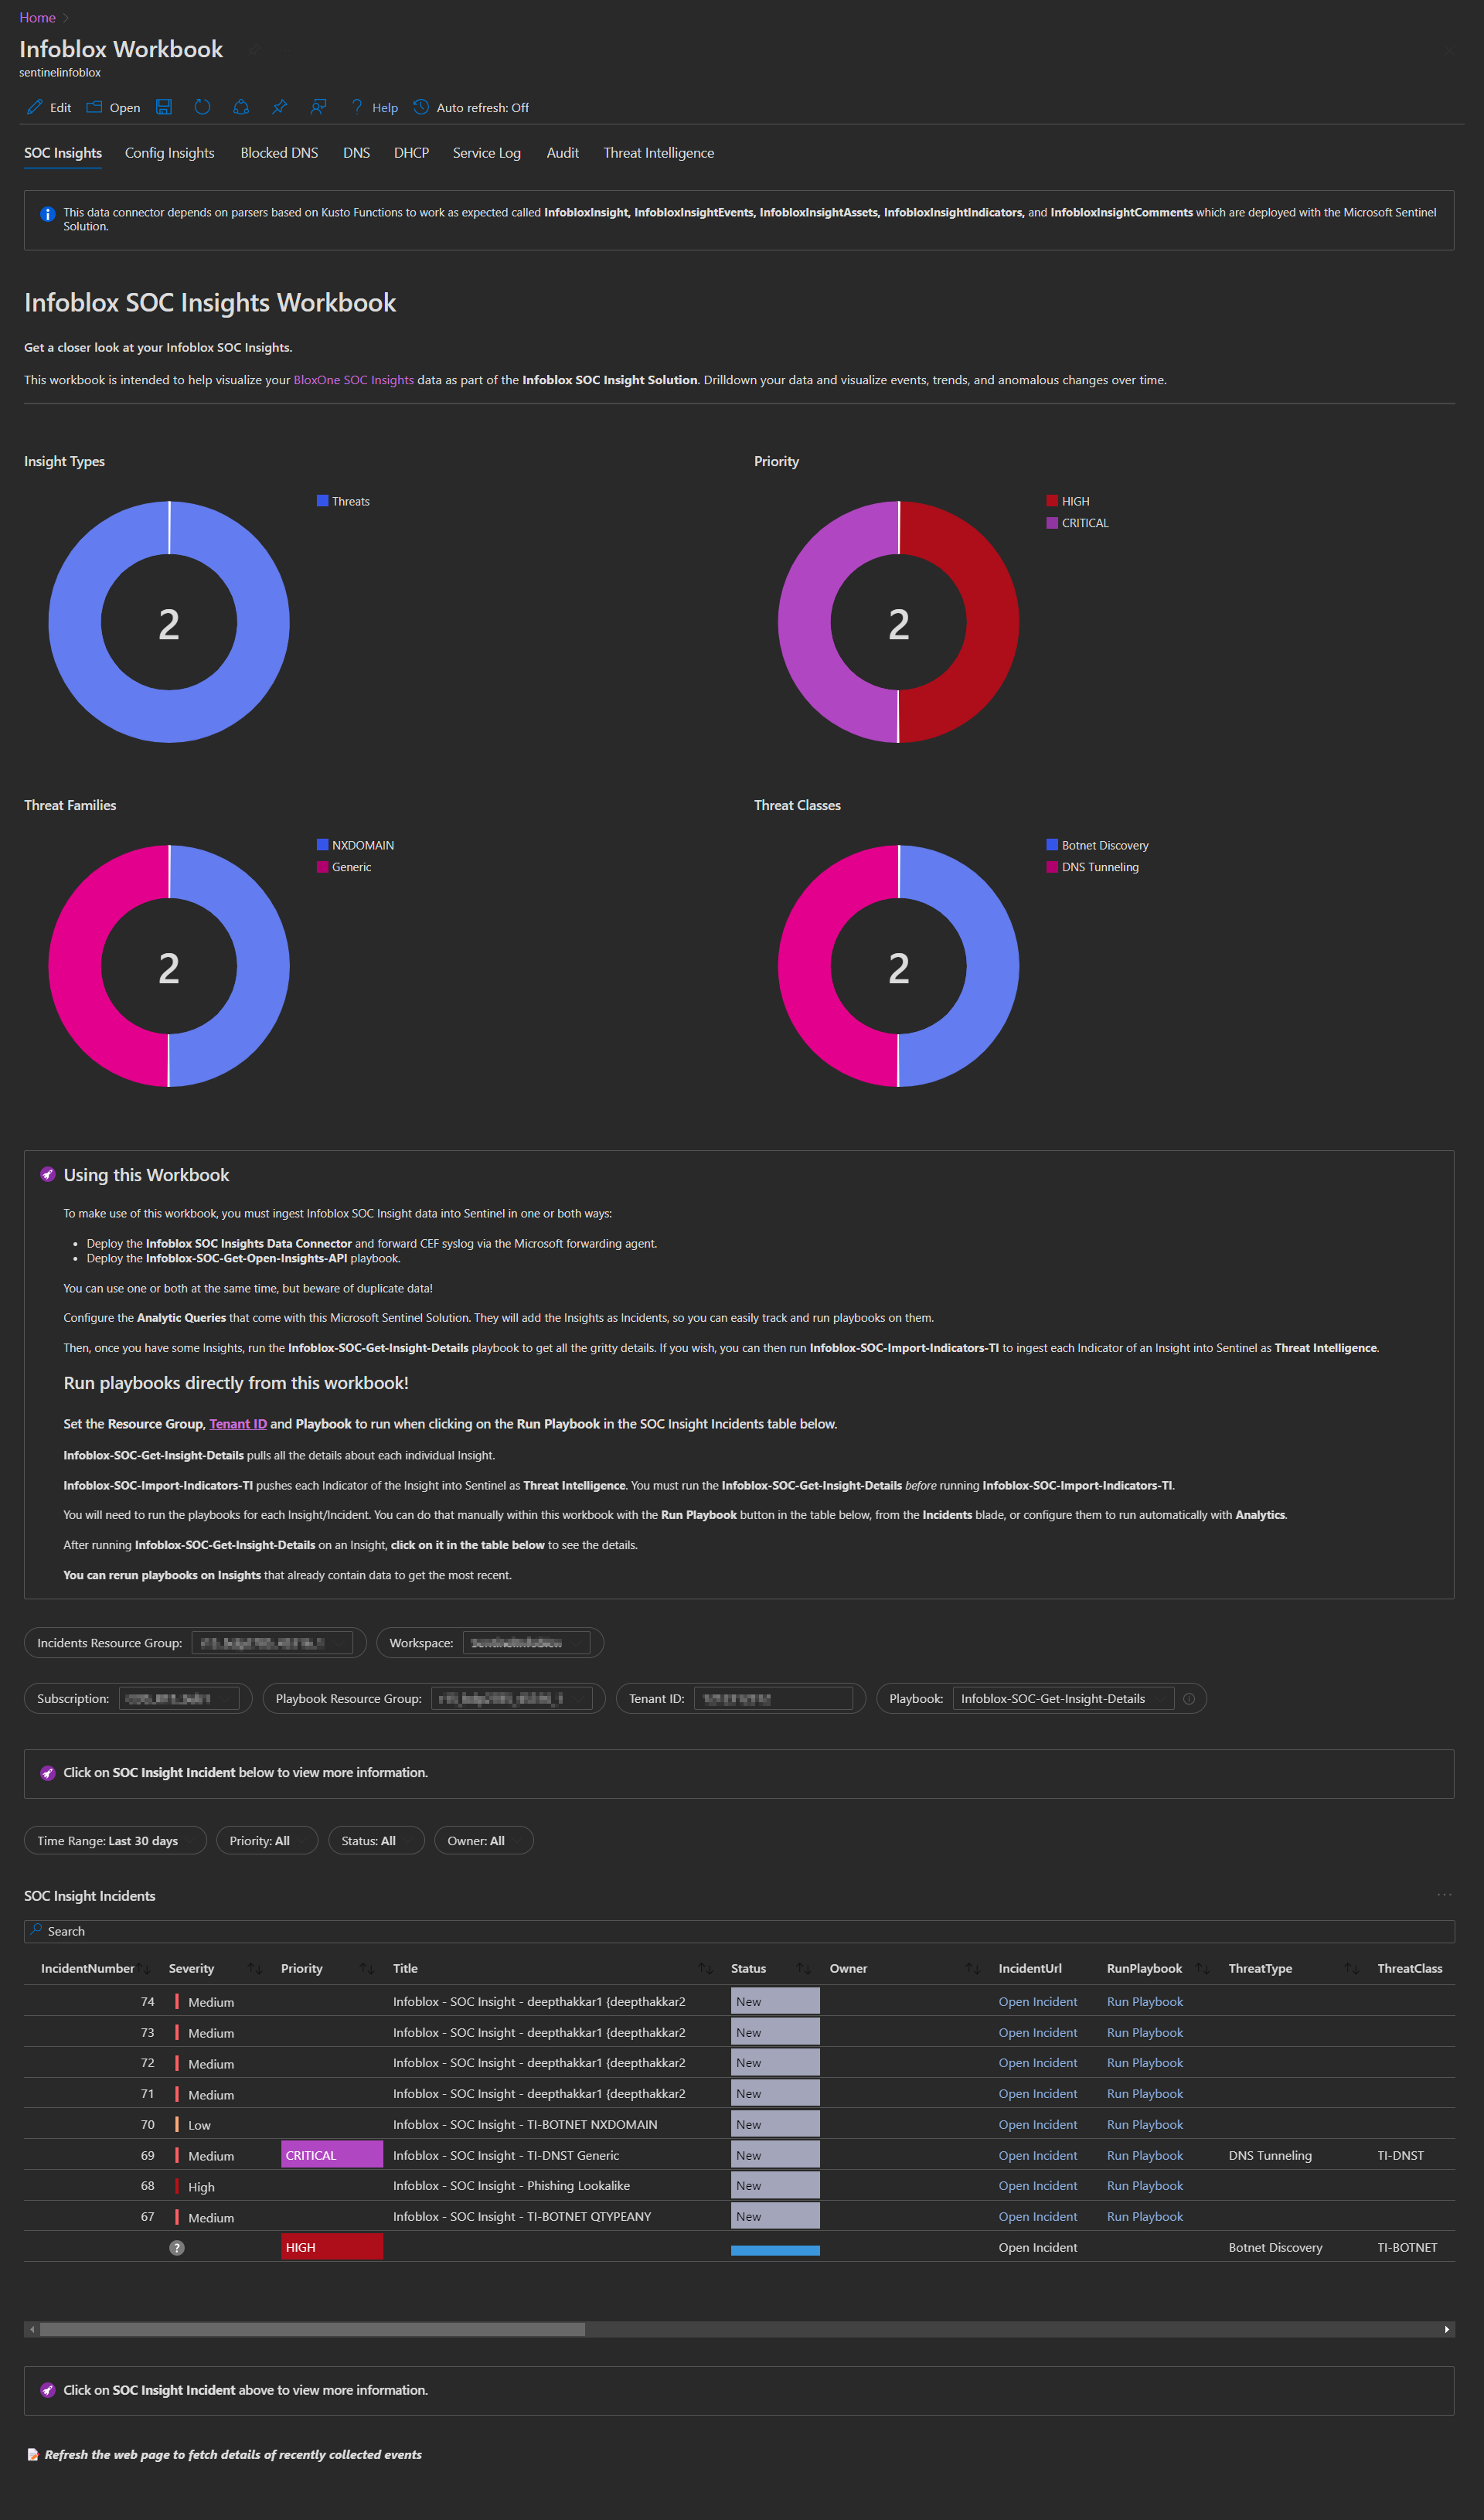 Home
Infoblox Workbook
sentinelinfoblox
Edit Open Help Auto refresh: Off
SOC Insights Config Insights Blocked DNS DNS DHCP Service Log Audit Threat Intelligence
This data connector depends on parsers based on Kusto Functions to work as expected called InfobloxInsight, InfobloxInsightEvents, InfobloxInsightAssets, InfobloxInsightIndicators, and InfobloxInsightComments which are deployed with the Microsoft Sentinel
Solution.
Infoblox SOC Insights Workbook
Get a closer look at your Infoblox SOC Insights.
This workbook is intended to help visualize your BloxOne SOC Insights data as part of the Infoblox SOC Insight Solution. Drilldown your data and visualize events, trends, and anomalous changes over time.
Insight Types
Threats
2
Priority
HIGH
CRITICAL
2
Threat Families
NXDOMAIN
Generic
2
Threat Classes
Botnet Discovery
DNS Tunneling
2
Using this Workbook
To make use of this workbook, you must ingest Infoblox SOC Insight data into Sentinel in one or both ways:
• Deploy the Infoblox SOC Insights Data Connector and forward CEF syslog via the Microsoft forwarding agent.
• Deploy the Infoblox-SOC-Get-Open-Insights-API playbook.
You can use one or both at the same time, but beware of duplicate data!
Configure the Analytic Queries that come with this Microsoft Sentinel Solution. They will add the Insights as Incidents, so you can easily track and run playbooks on them.
Then, once you have some Insights, run the Infoblox-SOC-Get-Insight-Details playbook to get all the gritty details. If you wish, you can then run Infoblox-SOC-Import-Indicators-TI to ingest each Indicator of an Insight into Sentinel as Threat Intelligence.
Run playbooks directly from this workbook!
Set the Resource Group, Tenant ID and Playbook to run when clicking on the Run Playbook in the SOC Insight Incidents table below.
Infoblox-SOC-Get-Insight-Details pulls all the details about each individual Insight.
Infoblox-SOC-Import-Indicators-TI pushes each Indicator of the Insight into Sentinel as Threat Intelligence. You must run the Infoblox-SOC-Get-Insight-Details before running Infoblox-SOC-Import-Indicators-TI.
You will need to run the playbooks for each Insight/Incident. You can do that manually within this workbook with the Run Playbook button in the table below, from the Incidents blade, or configure them to run automatically with Analytics.
After running Infoblox-SOC-Get-Insight-Details on an Insight, click on it in the table below to see the details.
You can rerun playbooks on Insights that already contain data to get the most recent.
Incidents Resource Group: Workspace:
Subscription: Playbook Resource Group: Tenant ID: Playbook: Infoblox-SOC-Get-Insight-Details
Click on SOC Insight Incident below to view more information.
Time Range: Last 30 days Priority: All Status: All Owner: All
SOC Insight Incidents
Search
IncidentNumber Severity Priority Title Status Owner IncidentUrl RunPlaybook ThreatType ThreatClass
74 Medium Infoblox - SOC Insight - deepthakkar1 {deepthakkar2 New Open Incident Run Playbook
73 Medium Infoblox - SOC Insight - deepthakkar1 {deepthakkar2 New Open Incident Run Playbook
72 Medium Infoblox - SOC Insight - deepthakkar1 {deepthakkar2 New Open Incident Run Playbook
71 Medium Infoblox - SOC Insight - deepthakkar1 {deepthakkar2 New Open Incident Run Playbook
70 Low Infoblox - SOC Insight - TI-BOTNET NXDOMAIN New Open Incident Run Playbook
69 Medium CRITICAL Infoblox - SOC Insight - TI-DNST Generic New Open Incident Run Playbook DNS Tunneling TI-DNST
68 High Infoblox - SOC Insight - Phishing Lookalike New Open Incident Run Playbook
67 Medium Infoblox - SOC Insight - TI-BOTNET QTYPEANY New Open Incident Run Playbook
? HIGH Open Incident Botnet Discovery TI-BOTNET
Click on SOC Insight Incident above to view more information.
Refresh the web page to fetch details of recently collected events